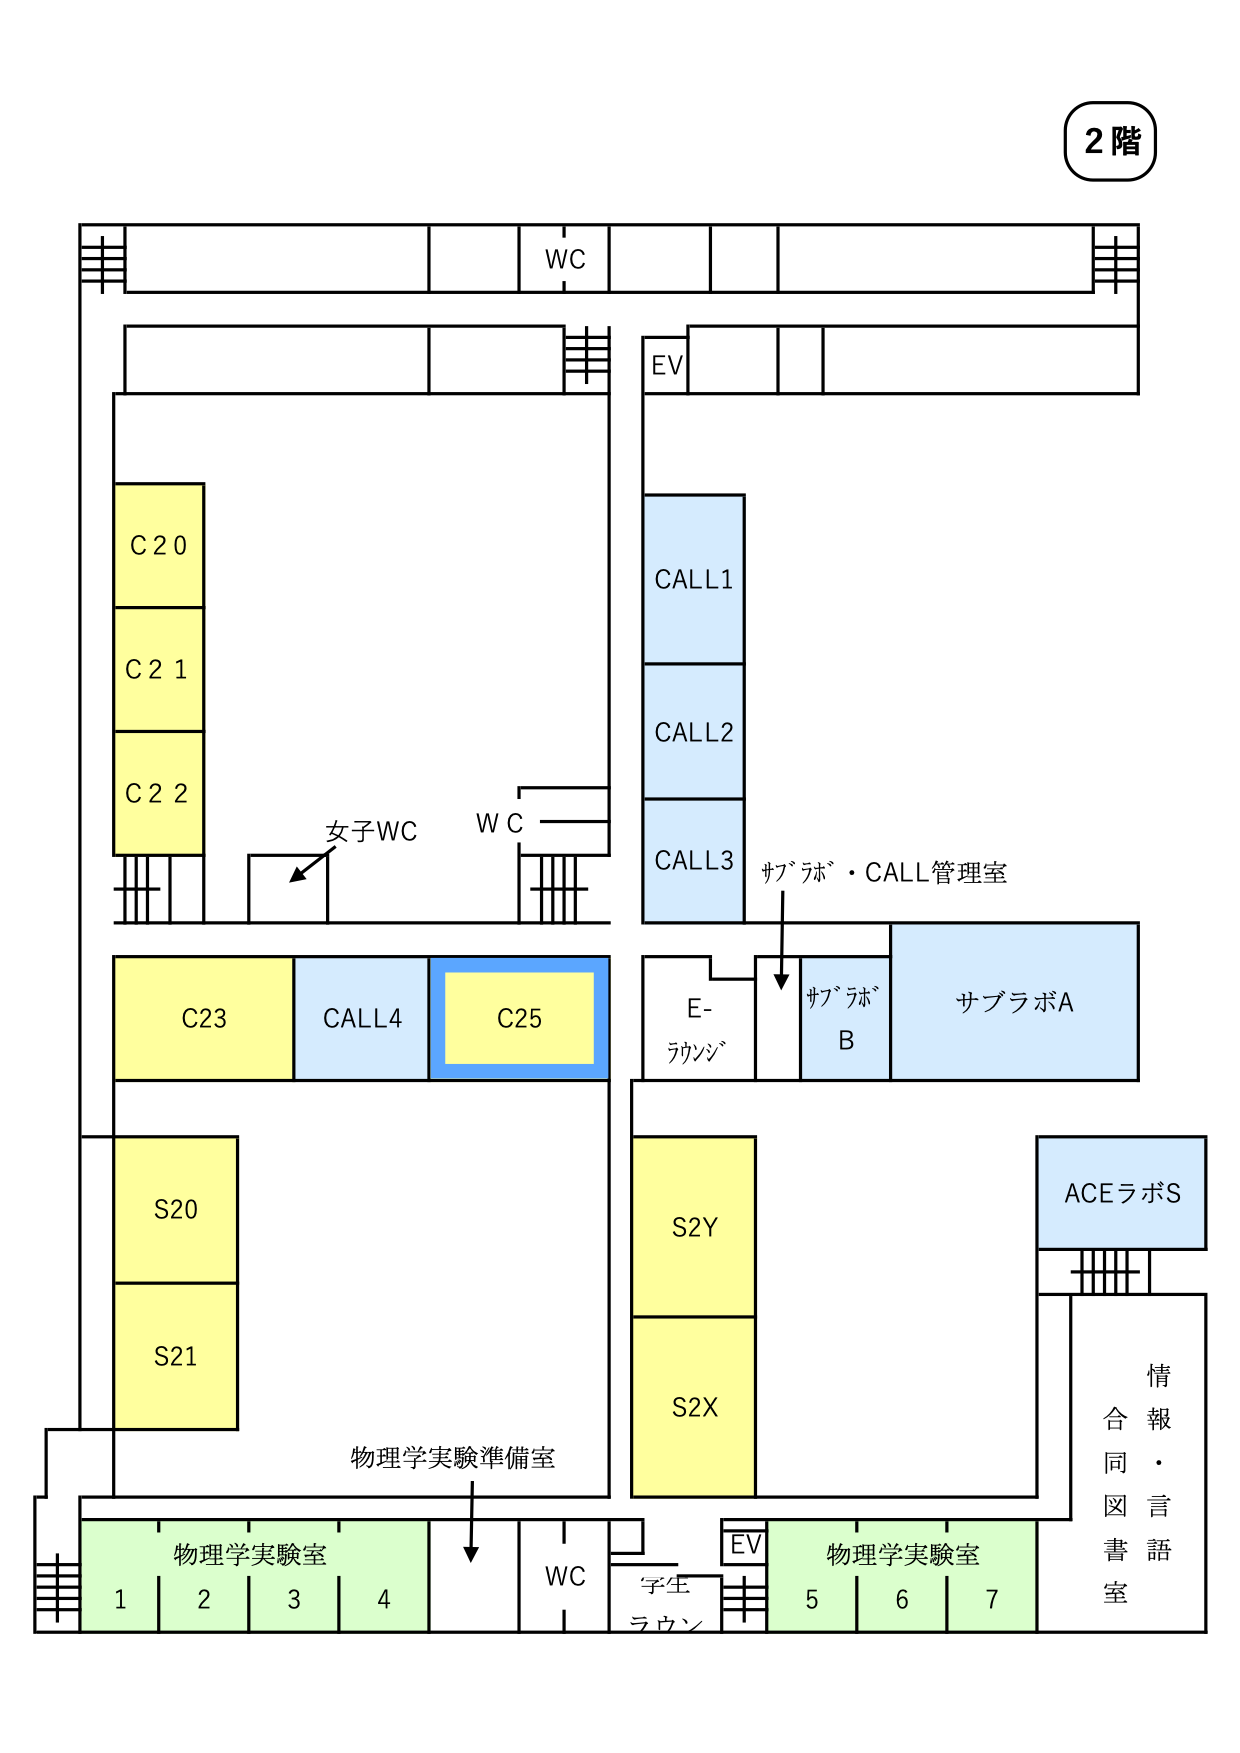 2階
WC
EV
C20
CALL1
C21
CALL2
C22
女子WC
WC
CALL3
ｻﾌﾞﾗﾎﾞ・CALL管理室
C23
CALL4
C25
E-
ﾗｳﾝｼﾞ
ｻﾌﾞﾗﾎﾞ
B
サブラボA
S20
S2Y
ACEラボS
S21
S2X
情報・言語
合同図書室
物理学実験準備室
物理学実験室
1 2 3 4
WC
学生
ラウン
EV
物理学実験室
5 6 7